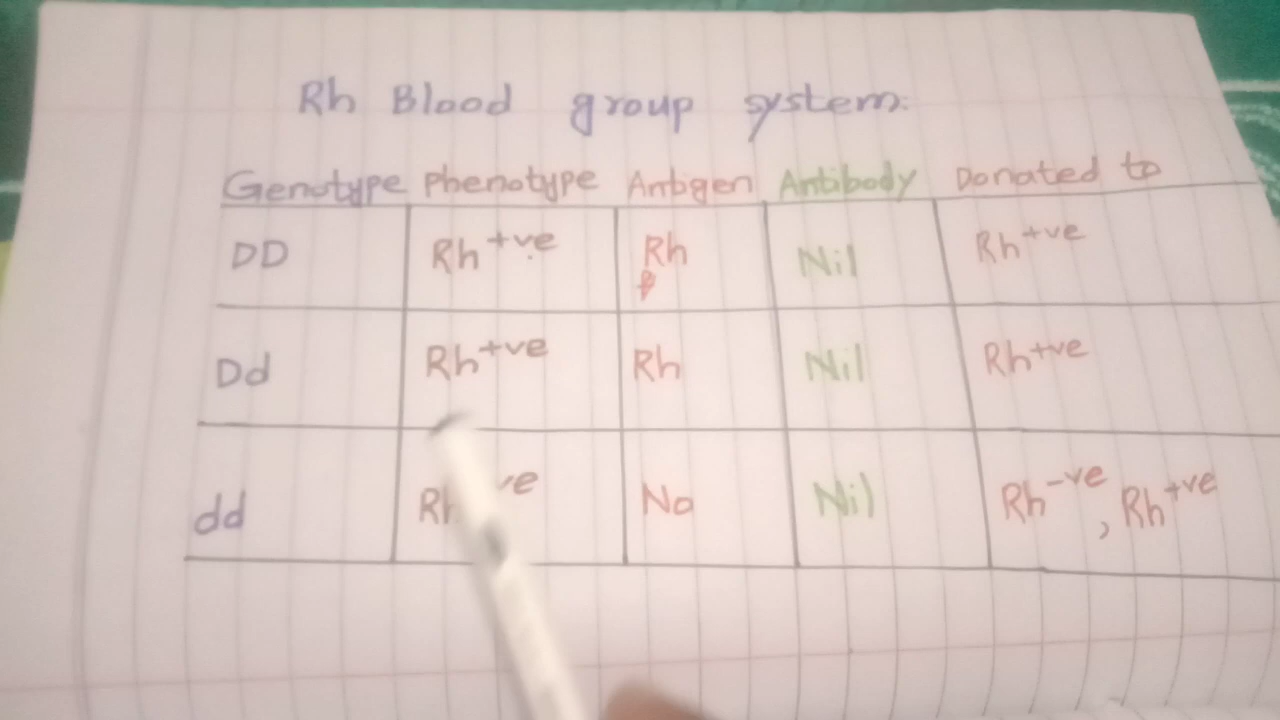 Rh Blood group system.
Genotype Phenotype Antigen Antibody Donated to
DD Rh +ve Rh Nil Rh +ve
Dd Rh +ve Rh Nil Rh +ve
dd No Nil Rh -ve, Rh +ve